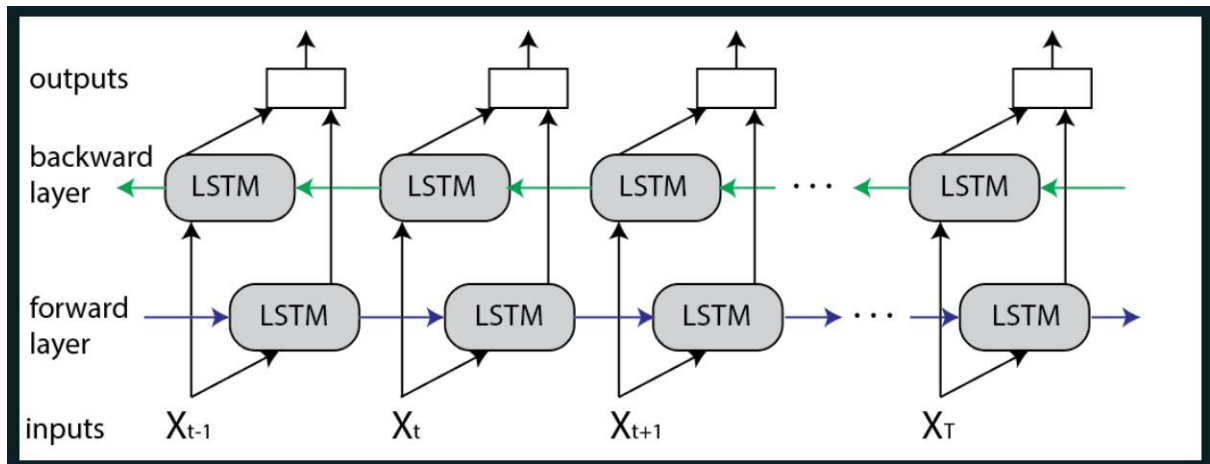 outputs
backward
layer
LSTM LSTM LSTM ... LSTM
forward
layer
LSTM LSTM LSTM ... LSTM
inputs Xt-1 Xt Xt+1 XT